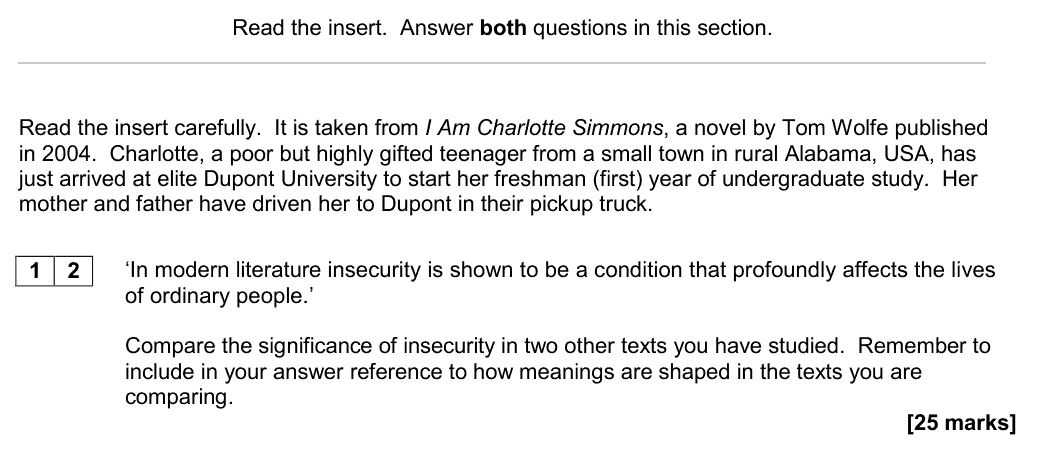 Read the insert. Answer both questions in this section.
Read the insert carefully. It is taken from I Am Charlotte Simmons, a novel by Tom Wolfe published
in 2004. Charlotte, a poor but highly gifted teenager from a small town in rural Alabama, USA, has
just arrived at elite Dupont University to start her freshman (first) year of undergraduate study. Her
mother and father have driven her to Dupont in their pickup truck.
1 2 ‘In modern literature insecurity is shown to be a condition that profoundly affects the lives
of ordinary people.’
Compare the significance of insecurity in two other texts you have studied. Remember to
include in your answer reference to how meanings are shaped in the texts you are
comparing.
[25 marks]